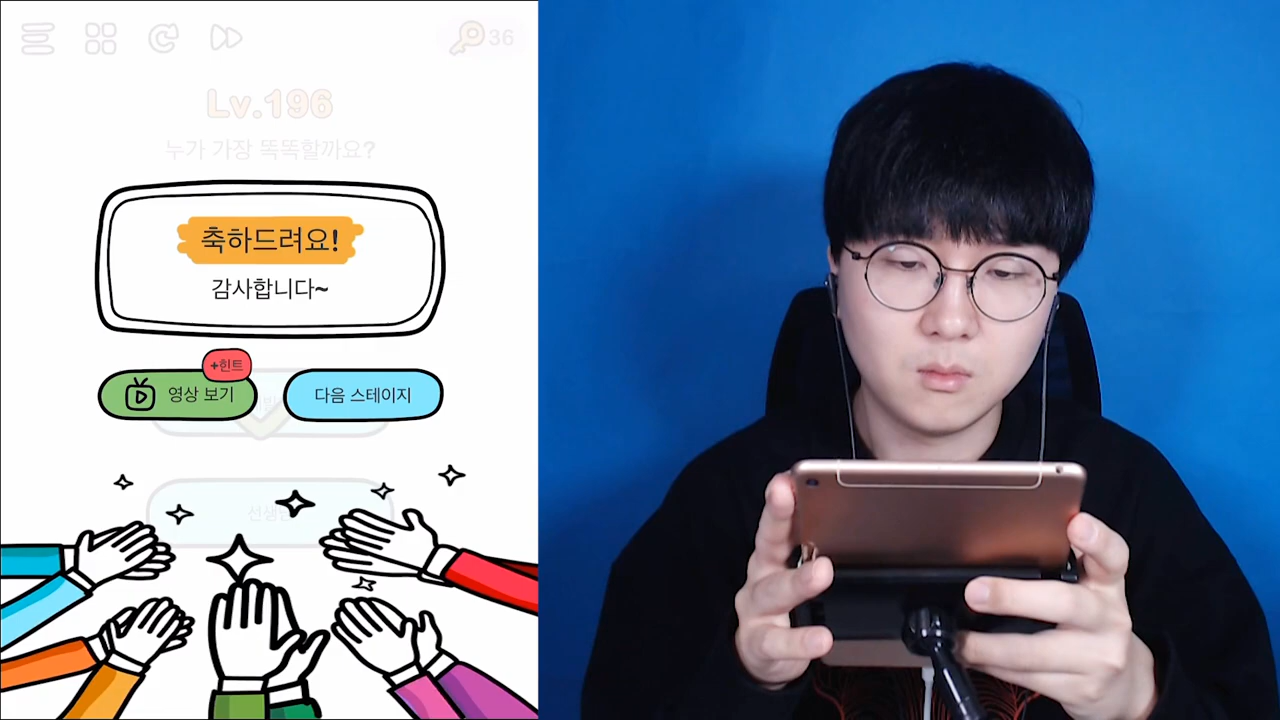 36
Lv.196
누가 가장 똑똑할까요?
축하드려요!
감사합니다~
+힌트
영상 보기
다음 스테이지